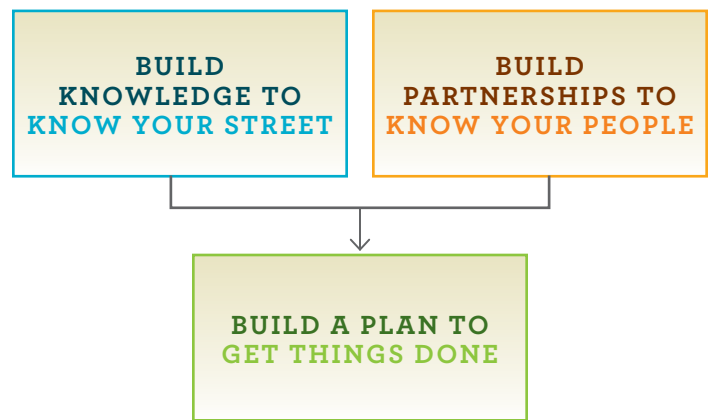 BUILD
KNOWLEDGE TO
KNOW YOUR STREET
BUILD
PARTNERSHIPS TO
KNOW YOUR PEOPLE
BUILD A PLAN TO
GET THINGS DONE